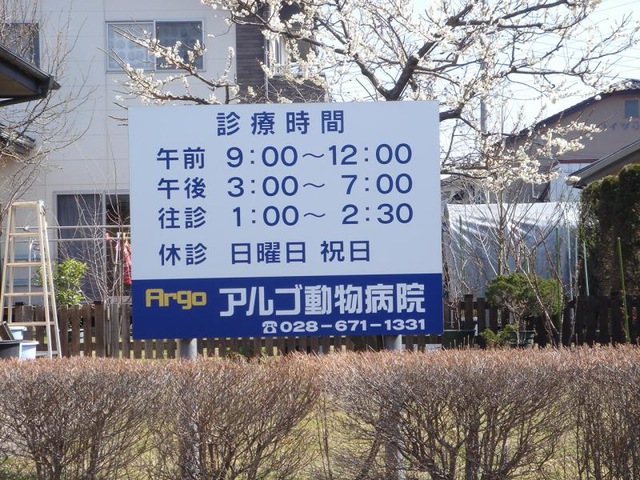 診療時間
午前 9:00～12:00
午後 3:00～ 7:00
往診 1:00～ 2:30
休診 日曜日 祝日
Argo アルゴ動物病院
☎028-671-1331